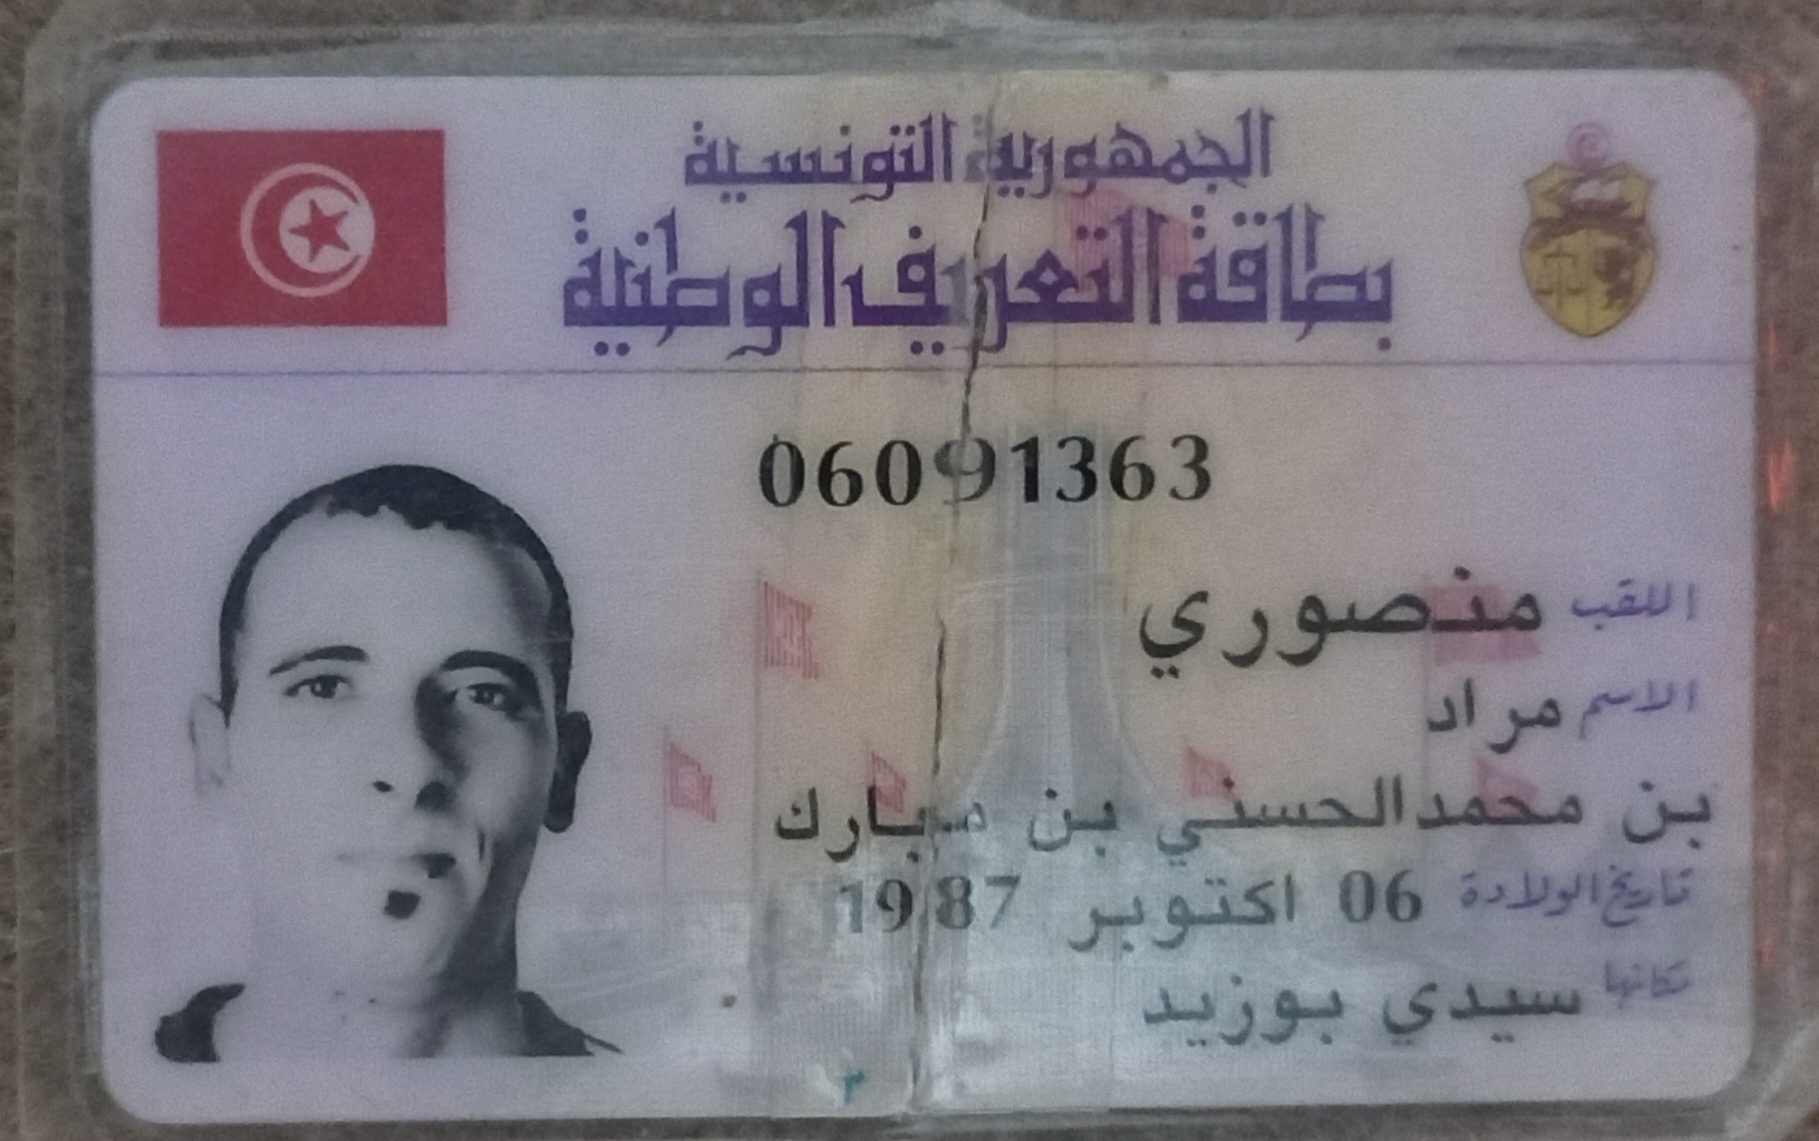 الجمهورية التونسية
بطاقة التعريف الوطنية
06091363
اللقب منصوري
الاسم مراد
بن محمدالحسني بن مبارك
تاريخ الولادة 06 اكتوبر 1987
مكانها سيدي بوزيد